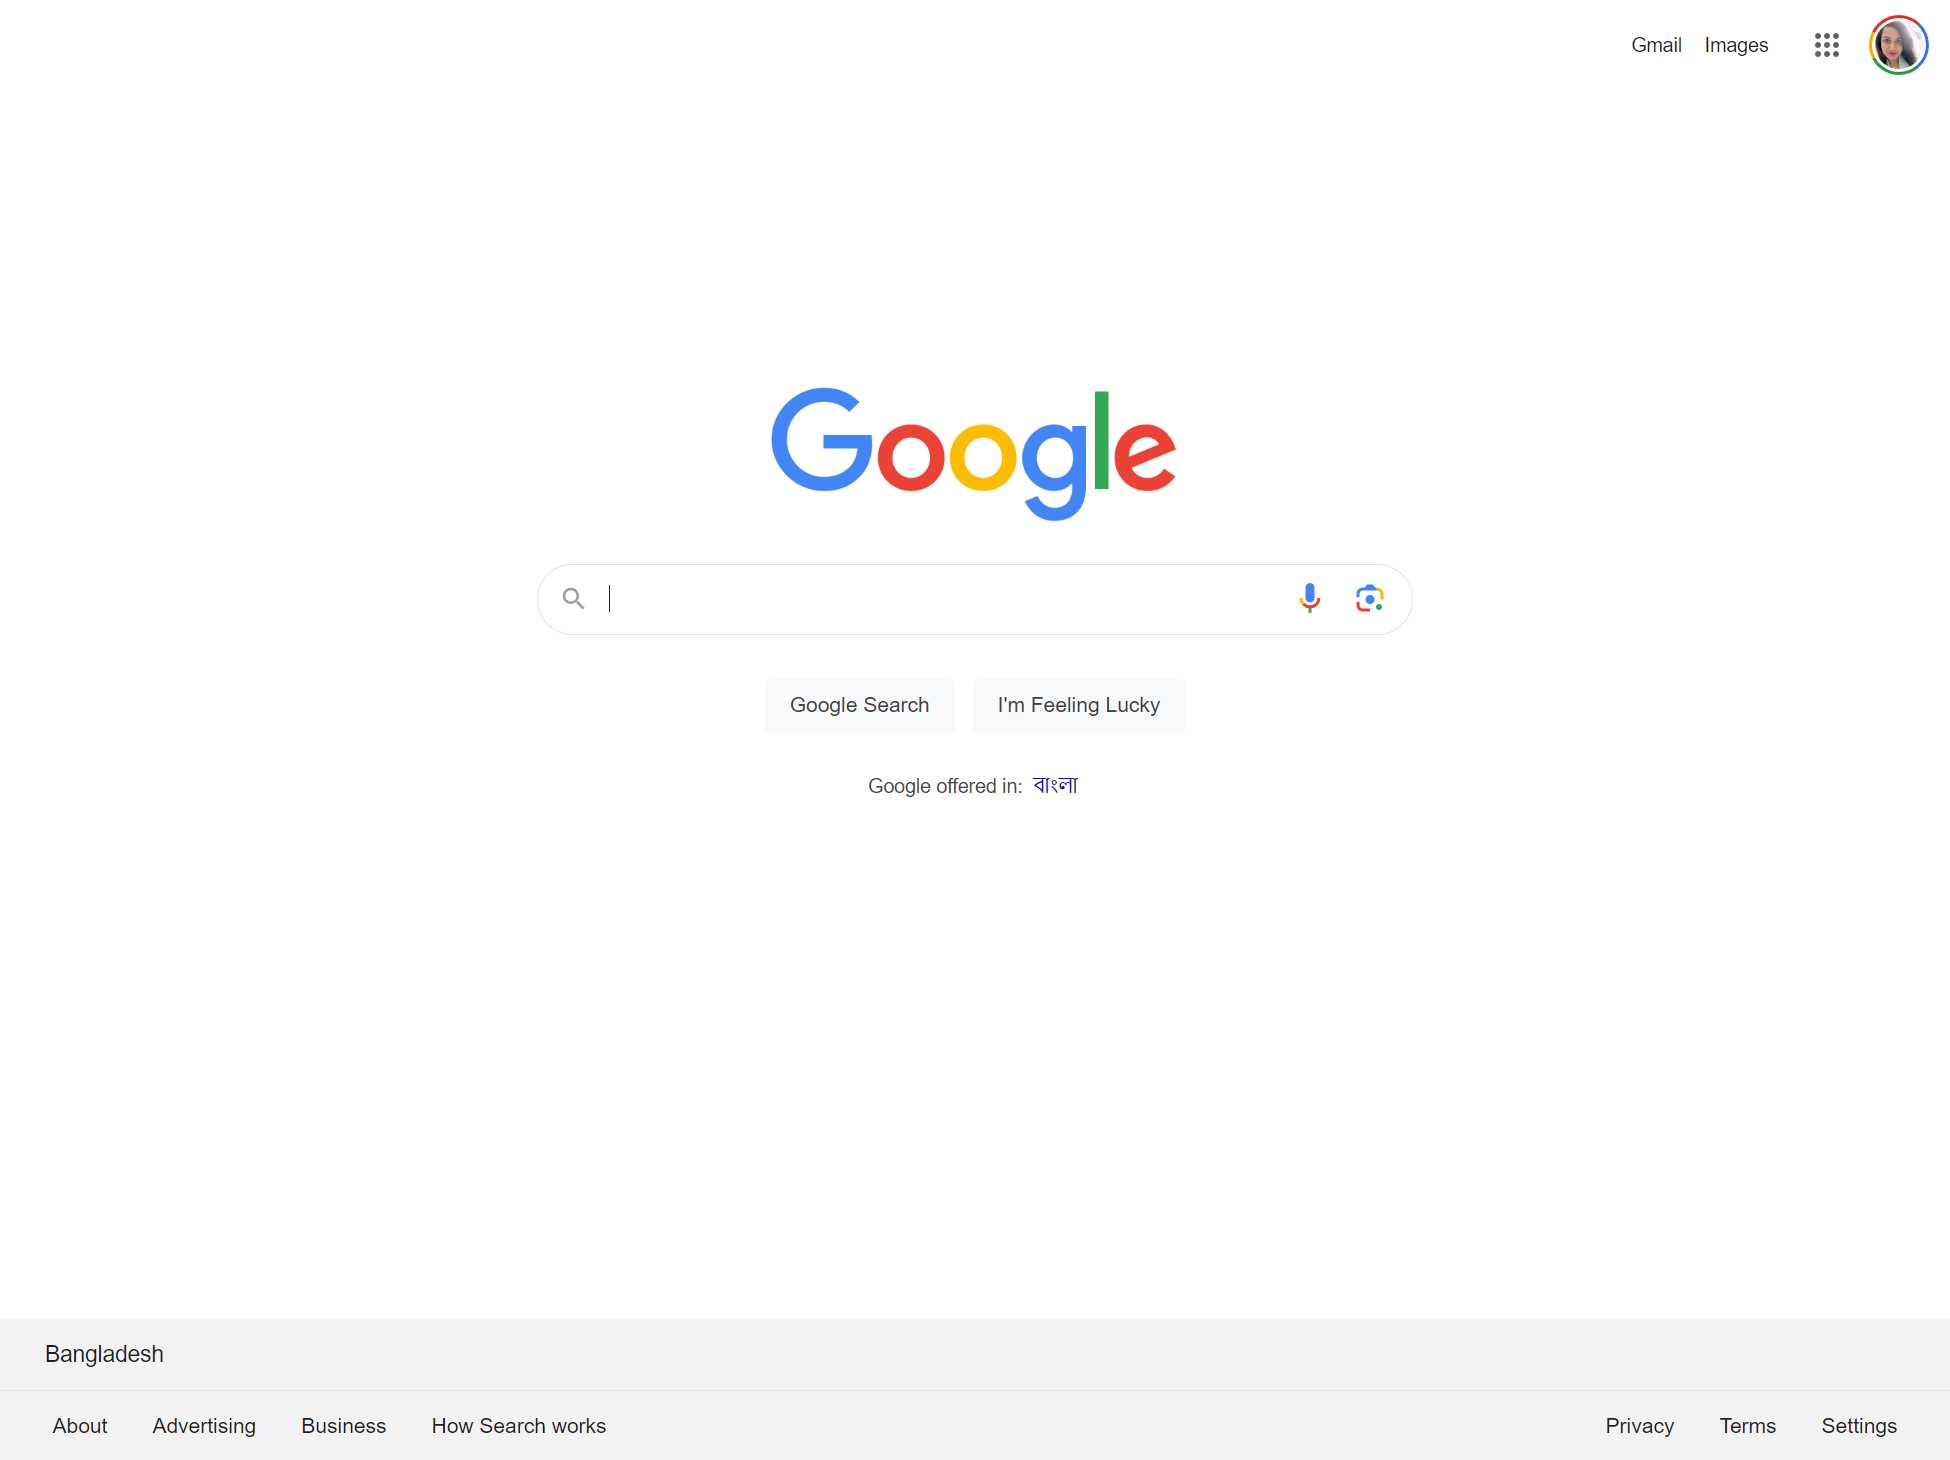 Gmail Images
Google
Google Search I'm Feeling Lucky
Google offered in: বাংলা
Bangladesh
About Advertising Business How Search works Privacy Terms Settings